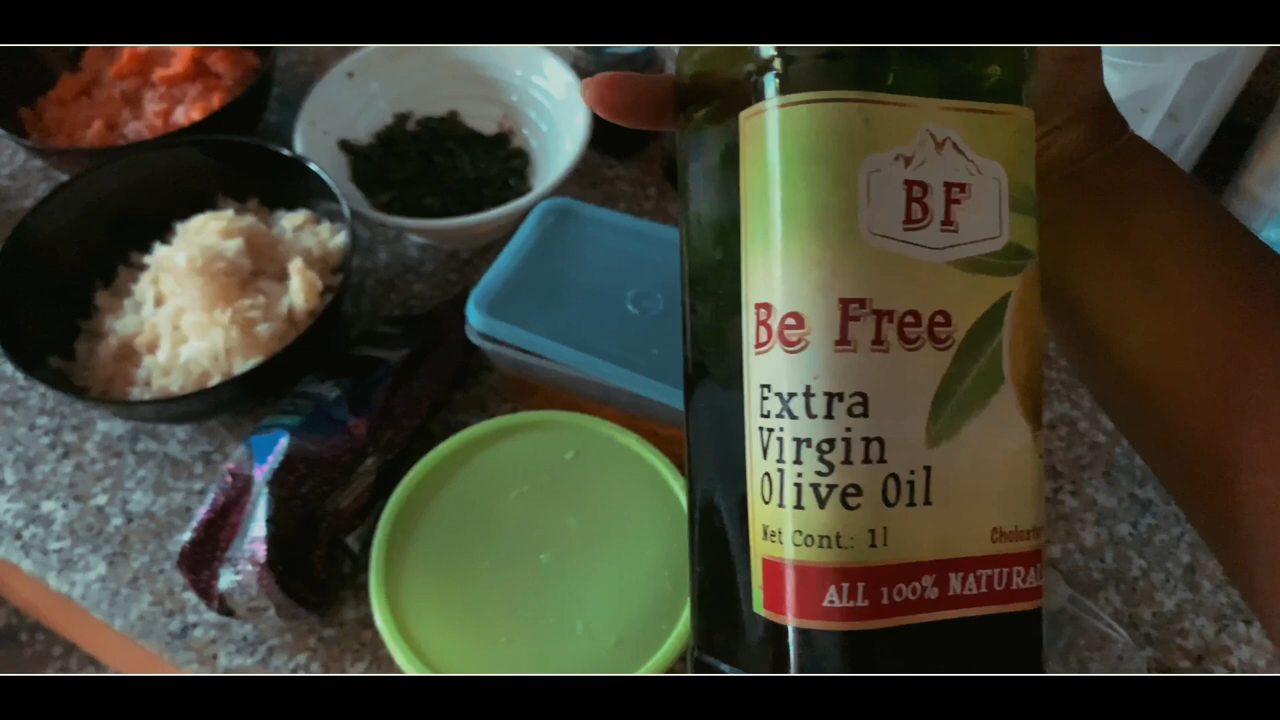 BF
Be Free
Extra
Virgin
Olive Oil
Net Cont.: 1l
ALL 100% NATURAL